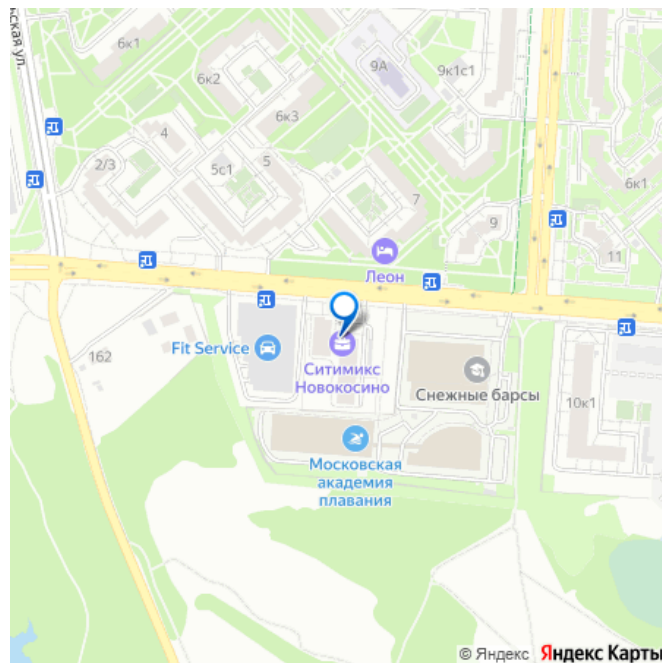 ьская ул.
6к1
6к2
6к3
9А
9к1с1
4
2/3
5с1
5
7
9
6к1
11
Леон
Fit Service
Ситимикс
Новокосино
162
Снежные барсы
10к1
Московская
академия
плавания
© Яндекс Яндекс Карты